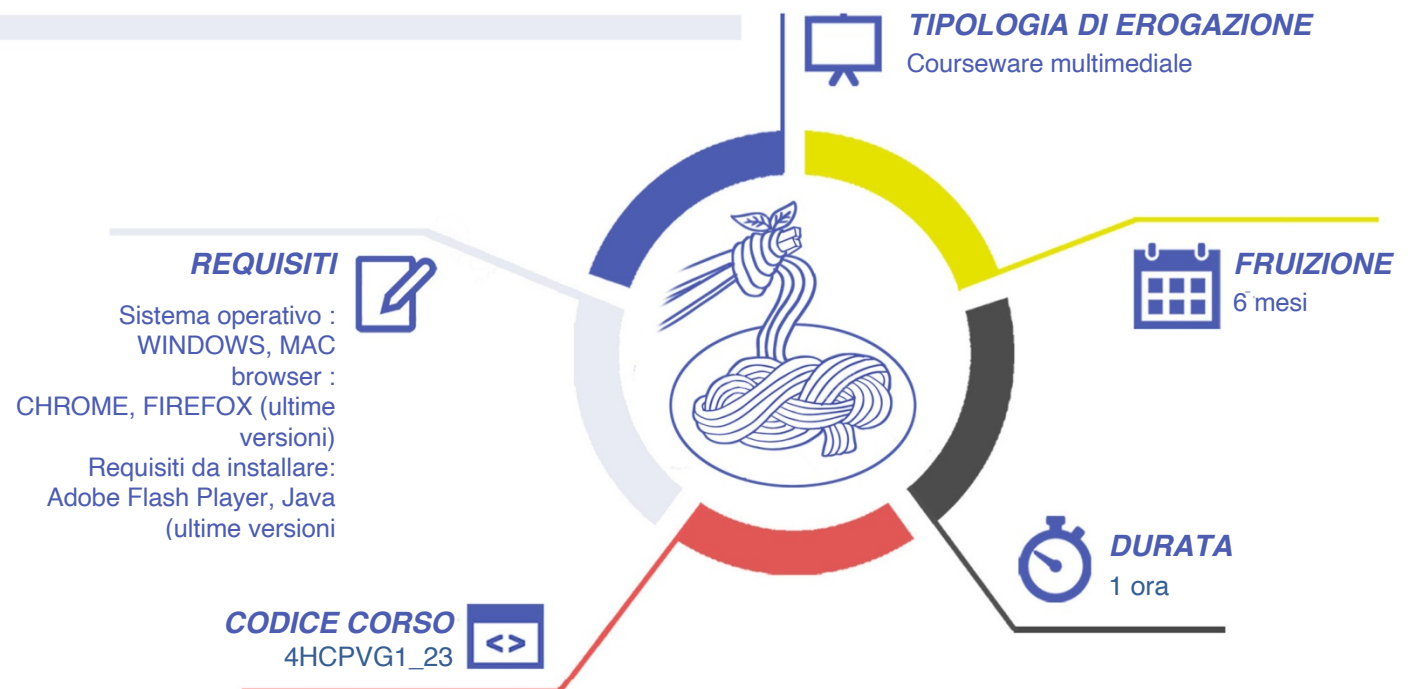 TIPOLOGIA DI EROGAZIONE
Courseware multimediale
REQUISITI
Sistema operativo :
WINDOWS, MAC
browser :
CHROME, FIREFOX (ultime
versioni)
Requisiti da installare:
Adobe Flash Player, Java
(ultime versioni
FRUIZIONE
6 mesi
DURATA
1 ora
CODICE CORSO
4HCPVG1_23